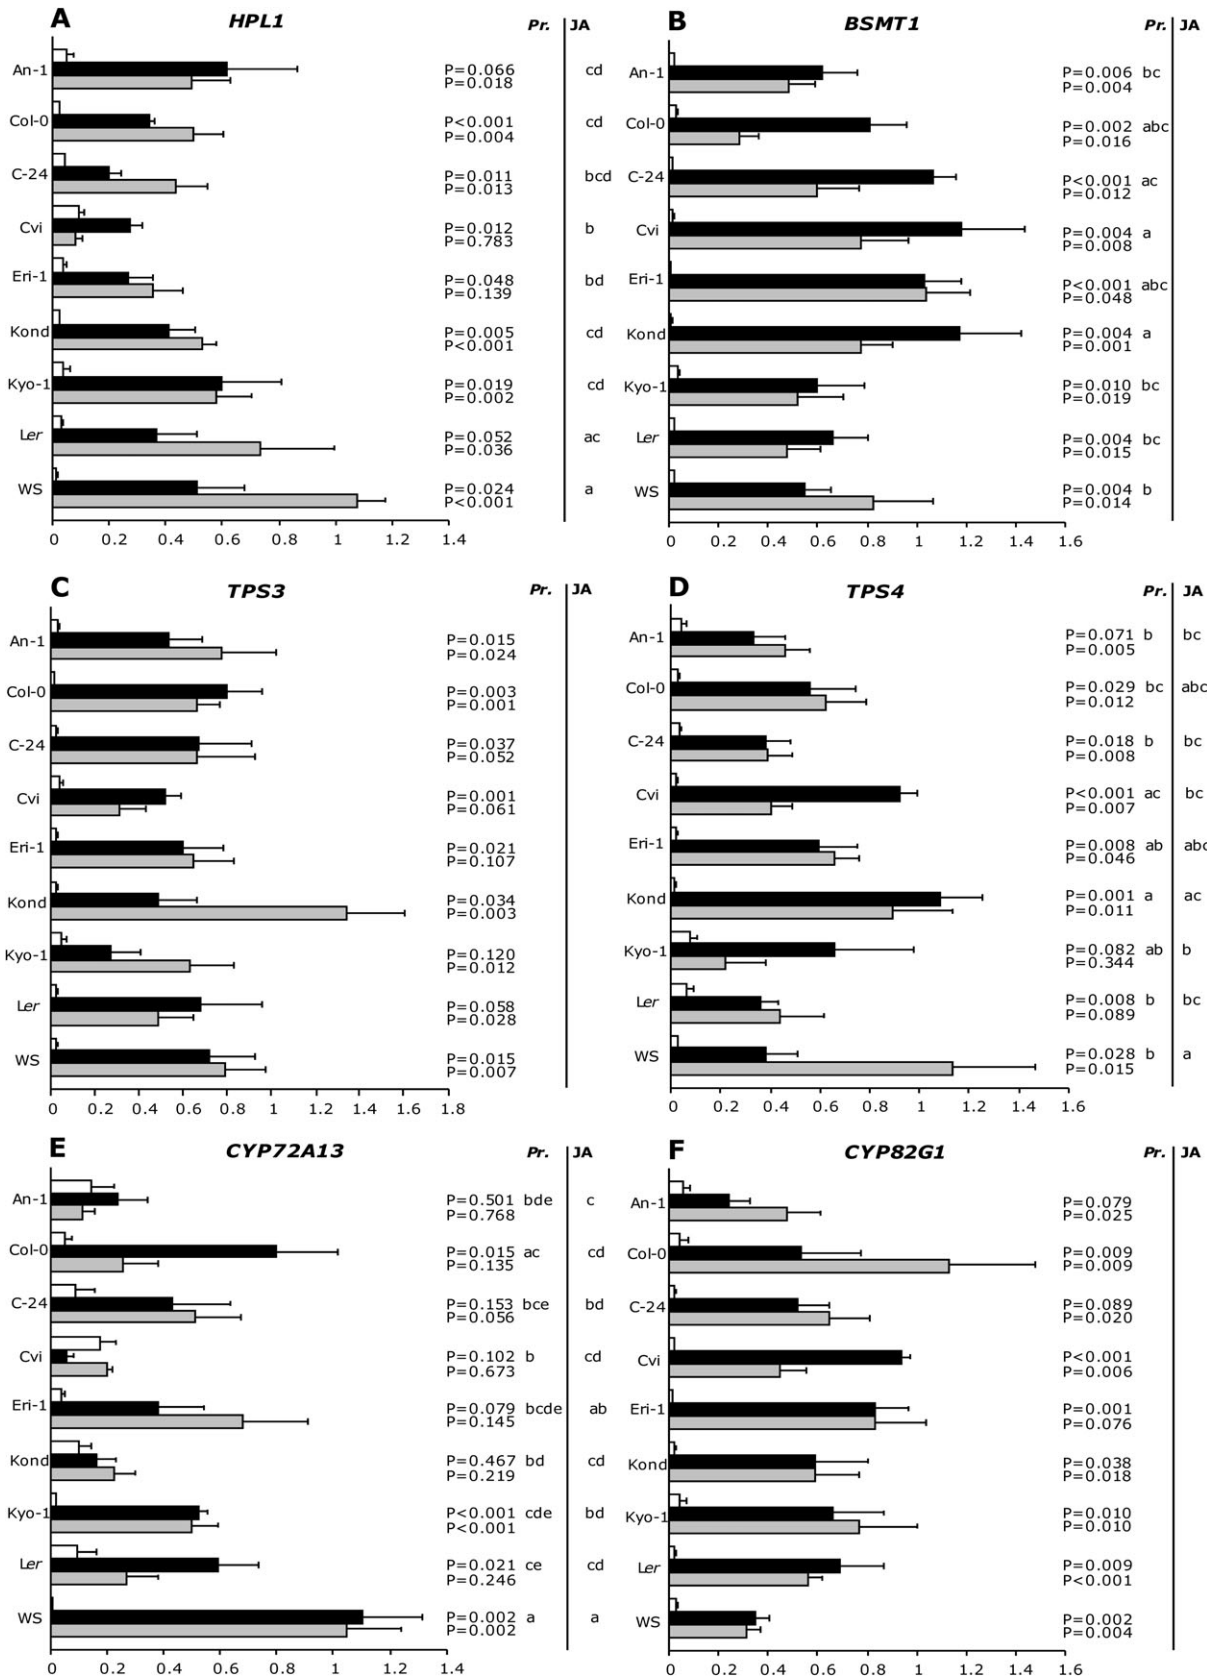 A HPL1 Pr. JA
An-1 P=0.066 cd
P=0.018
Col-0 P<0.001 cd
P=0.004
C-24 P=0.011 bcd
P=0.013
Cvi P=0.012 b
P=0.783
Eri-1 P=0.048 bd
P=0.139
Kond P=0.005 cd
P<0.001
Kyo-1 P=0.019 cd
P=0.002
Ler P=0.052 ac
P=0.036
WS P=0.024 a
P<0.001
0 0.2 0.4 0.6 0.8 1 1.2 1.4
B BSMT1 Pr. JA
An-1 P=0.006 bc
P=0.004
Col-0 P=0.002 abc
P=0.016
C-24 P<0.001 ac
P=0.012
Cvi P=0.004 a
P=0.008
Eri-1 P<0.001 abc
P=0.048
Kond P=0.004 a
P=0.001
Kyo-1 P=0.010 bc
P=0.019
Ler P=0.004 bc
P=0.015
WS P=0.004 b
P=0.014
0 0.2 0.4 0.6 0.8 1 1.2 1.4 1.6
C TPS3 Pr. JA
An-1 P=0.015
P=0.024
Col-0 P=0.003
P=0.001
C-24 P=0.037
P=0.052
Cvi P=0.001
P=0.061
Eri-1 P=0.021
P=0.107
Kond P=0.034
P=0.003
Kyo-1 P=0.120
P=0.012
Ler P=0.058
P=0.028
WS P=0.015
P=0.007
0 0.2 0.4 0.6 0.8 1 1.2 1.4 1.6 1.8
D TPS4 Pr. JA
An-1 P=0.071 b bc
P=0.005
Col-0 P=0.029 bc abc
P=0.012
C-24 P=0.018 b bc
P=0.008
Cvi P<0.001 ac bc
P=0.007
Eri-1 P=0.008 ab abc
P=0.046
Kond P=0.001 a ac
P=0.011
Kyo-1 P=0.082 ab b
P=0.344
Ler P=0.008 b bc
P=0.089
WS P=0.028 b a
P=0.015
0 0.2 0.4 0.6 0.8 1 1.2 1.4 1.6
E CYP72A13 Pr. JA
An-1 P=0.501 bde c
P=0.768
Col-0 P=0.015 ac cd
P=0.135
C-24 P=0.153 bce bd
P=0.056
Cvi P=0.102 b cd
P=0.673
Eri-1 P=0.079 bcde ab
P=0.145
Kond P=0.467 bd cd
P=0.219
Kyo-1 P<0.001 cde bd
P<0.001
Ler P=0.021 ce cd
P=0.246
WS P=0.002 a a
P=0.002
0 0.2 0.4 0.6 0.8 1 1.2 1.4
F CYP82G1 Pr. JA
An-1 P=0.079
P=0.025
Col-0 P=0.009
P=0.009
C-24 P=0.089
P=0.020
Cvi P<0.001
P=0.006
Eri-1 P=0.001
P=0.076
Kond P=0.038
P=0.018
Kyo-1 P=0.010
P=0.010
Ler P=0.009
P<0.001
WS P=0.002
P=0.004
0 0.2 0.4 0.6 0.8 1 1.2 1.4 1.6